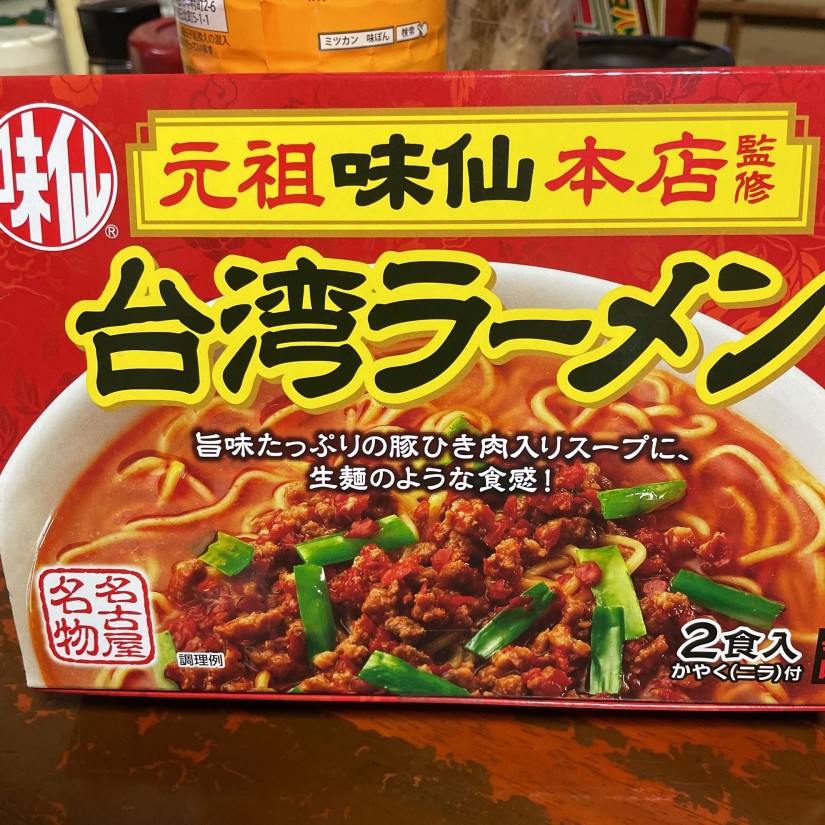 ミツカン 味ぽん 検索
味仙
®
元祖味仙本店監修
台湾ラーメン
旨味たっぷりの豚ひき肉入りスープに、
生麺のような食感!
名古屋
名物
調理例
2食入
かやく(ニラ)付